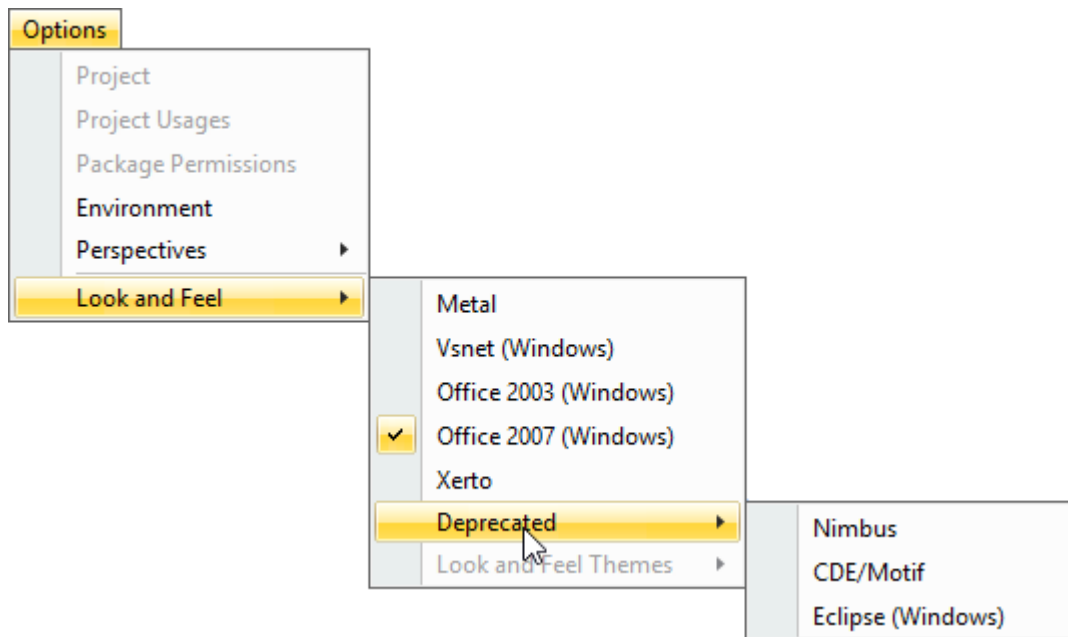 Options
Project
Project Usages
Package Permissions
Environment
Perspectives
Look and Feel
Metal
Vsnet (Windows)
Office 2003 (Windows)
Office 2007 (Windows)
Xerto
Deprecated
Look and Feel Themes
Nimbus
CDE/Motif
Eclipse (Windows)